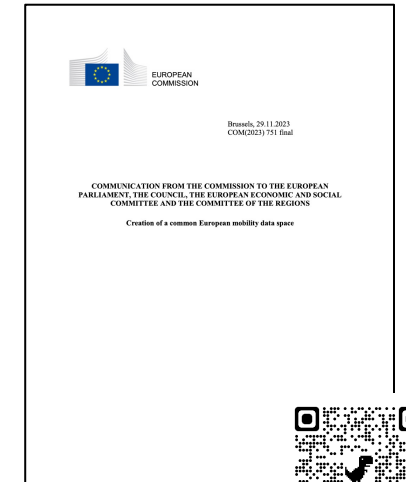 EUROPEAN
COMMISSION
Brussels, 29.11.2023
COM(2023) 751 final
COMMUNICATION FROM THE COMMISSION TO THE EUROPEAN
PARLIAMENT, THE COUNCIL, THE EUROPEAN ECONOMIC AND SOCIAL
COMMITTEE AND THE COMMITTEE OF THE REGIONS
Creation of a common European mobility data space